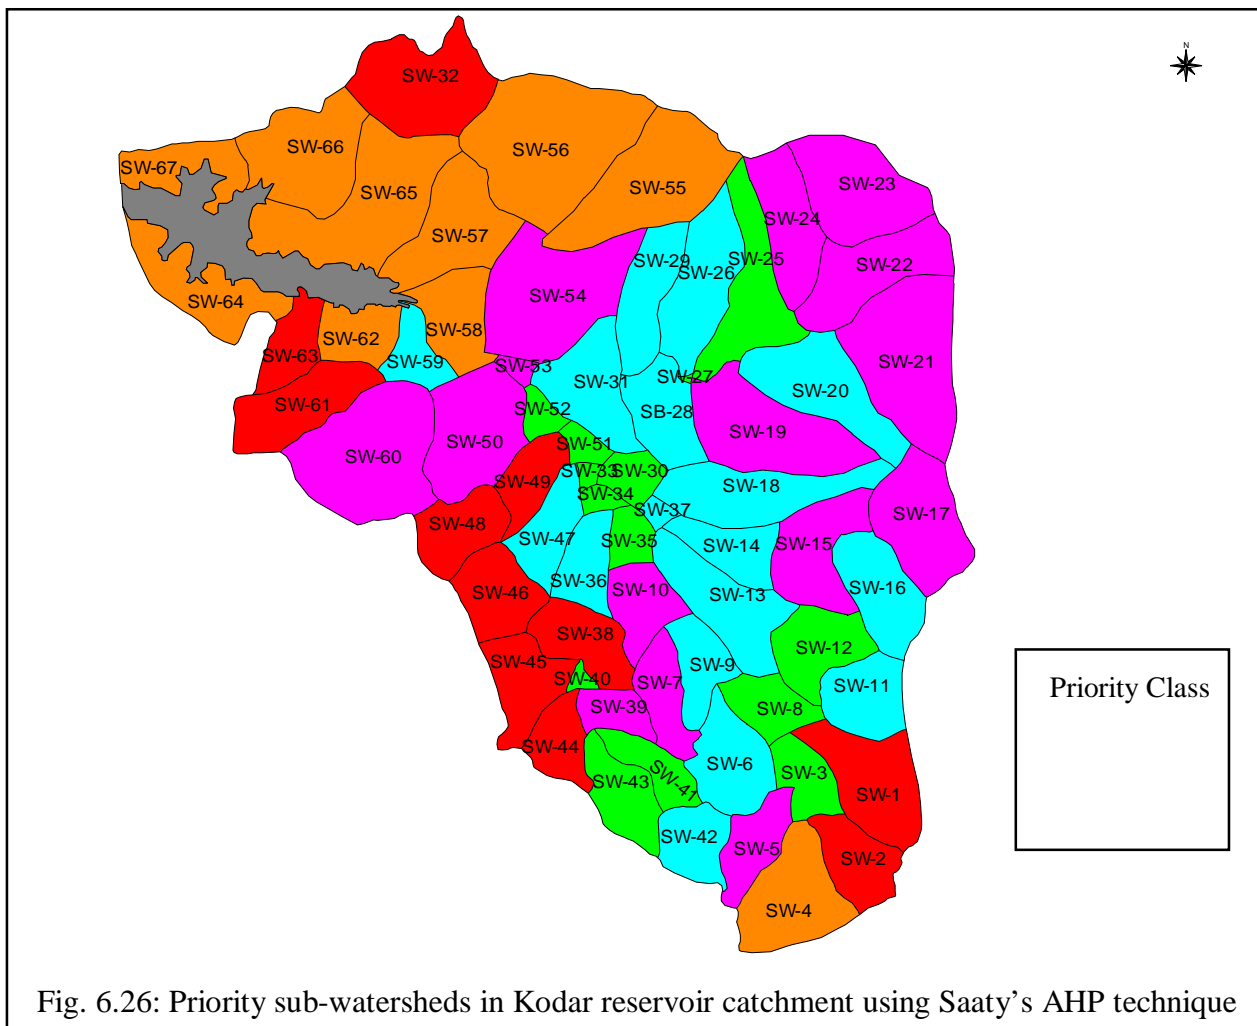 N
SW-32
SW-66
SW-56
SW-67
SW-55
SW-65
SW-23
SW-24
SW-57
SW-29
SW-25
SW-22
SW-26
SW-54
SW-64
SW-58
SW-62
SW-63
SW-59
SW-53
SW-21
SW-27
SW-31
SW-20
SW-61
SW-52
SB-28
SW-19
SW-50
SW-51
SW-60
SW-33
SW-30
SW-49
SW-18
SW-34
SW-37
SW-17
SW-48
SW-47
SW-35
SW-14
SW-15
SW-36
SW-46
SW-10
SW-13
SW-16
SW-38
SW-12
SW-45
SW-9
SW-40
SW-7
SW-11
Priority Class
SW-39
SW-8
SW-44
SW-6
SW-3
SW-43
SW-41
SW-1
SW-42
SW-5
SW-2
SW-4
Fig. 6.26: Priority sub-watersheds in Kodar reservoir catchment using Saaty’s AHP technique